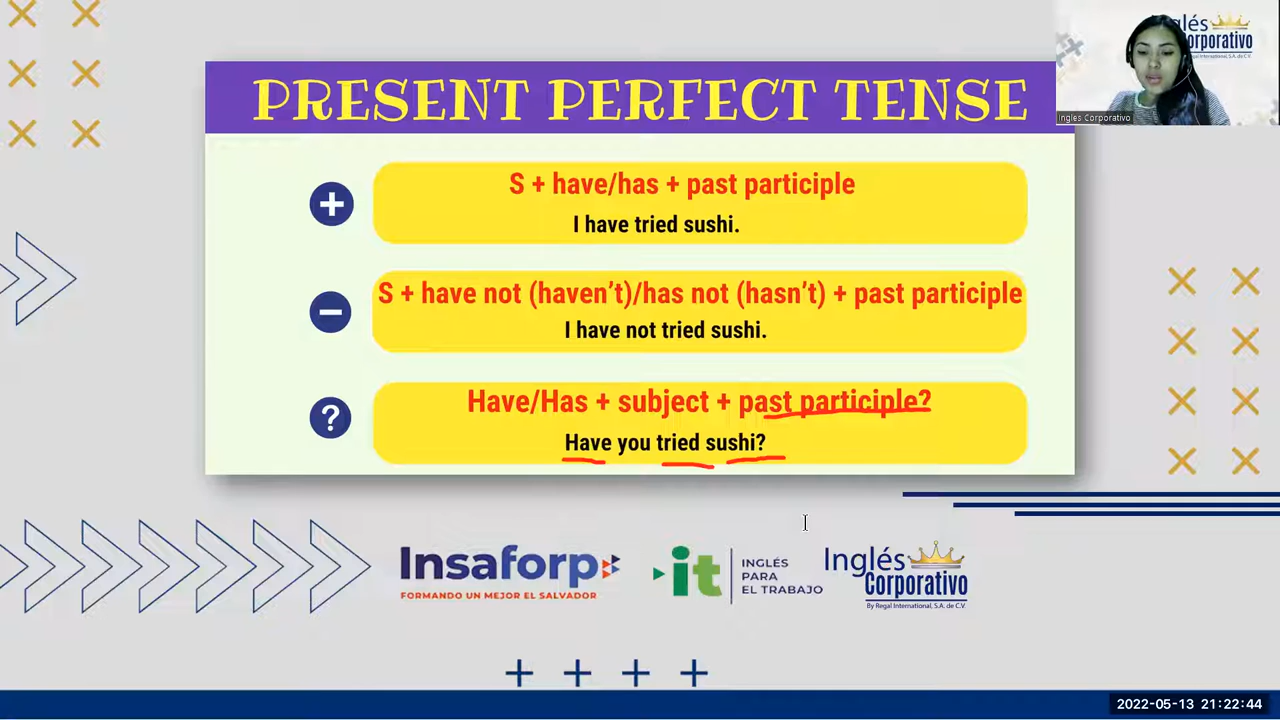 Inglés
Corporativo
Ingles Corporativo
PRESENT PERFECT TENSE
+
S + have/has + past participle
I have tried sushi.
−
S + have not (haven't)/has not (hasn't) + past participle
I have not tried sushi.
?
Have/Has + subject + past participle?
Have you tried sushi?
Insaforp
FORMANDO UN MEJOR EL SALVADOR
it
INGLÉS
PARA
EL TRABAJO
Inglés
Corporativo
By Regal International, S.A. de C.V.
2022-05-13 21:22:44